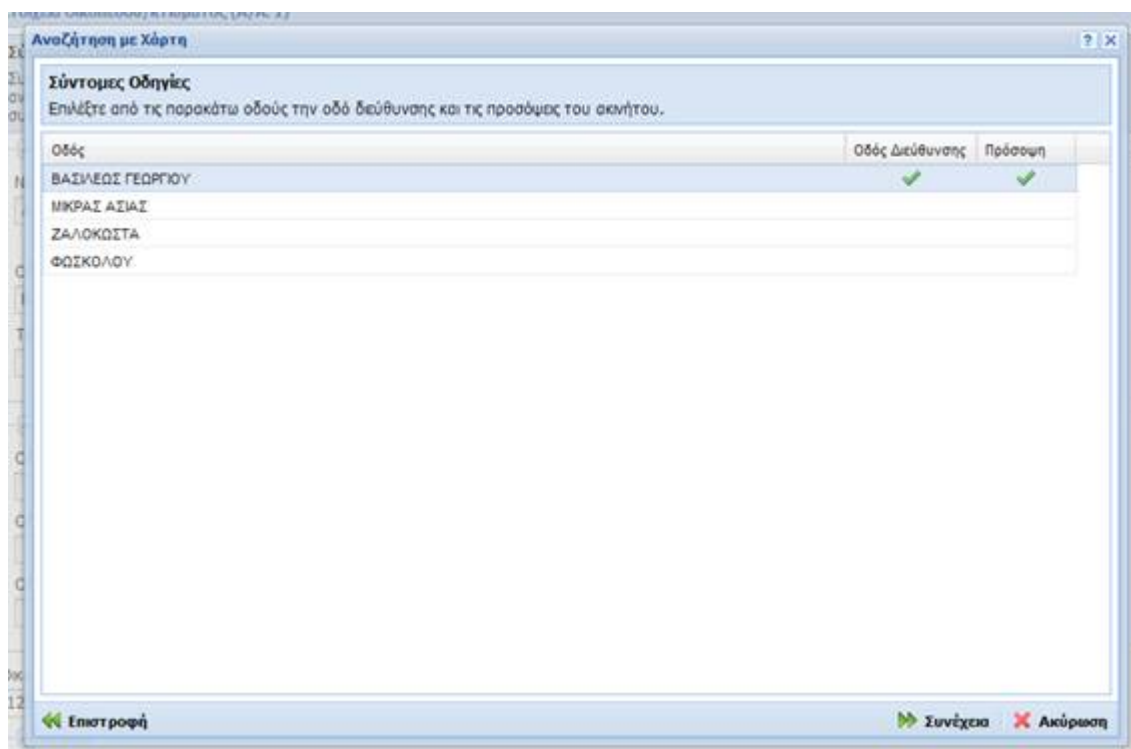 Αναζήτηση με Χάρτη
Σύντομες Οδηγίες
Επιλέξτε από τις παρακάτω οδούς την οδό διεύθυνσης και τις προσόψεις του ακινήτου.
Οδός Οδός Διεύθυνσης Πρόσοψη
ΒΑΣΙΛΕΩΣ ΓΕΩΡΓΙΟΥ
ΜΙΚΡΑΣ ΑΣΙΑΣ
ΖΑΛΟΚΩΣΤΑ
ΦΩΣΚΟΛΟΥ
Επιστροφή Συνέχεια Ακύρωση